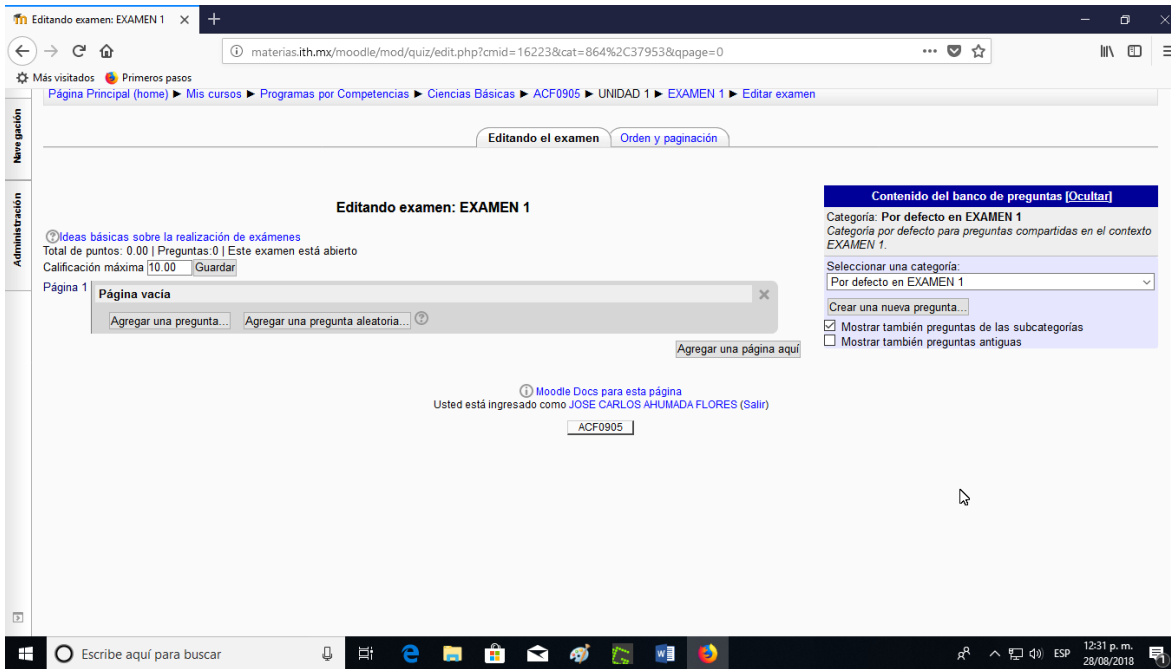 Editando examen: EXAMEN 1
materias.ith.mx/moodle/mod/quiz/edit.php?cmid=16223&cat=864%2C37953&qpage=0
Más visitados Primeros pasos
Página Principal (home) ► Mis cursos ► Programas por Competencias ► Ciencias Básicas ► ACF0905 ► UNIDAD 1 ► EXAMEN 1 ► Editar examen
Navegación
Administración
Editando el examen Orden y paginación
Editando examen: EXAMEN 1
Ideas básicas sobre la realización de exámenes
Total de puntos: 0.00 | Preguntas:0 | Este examen está abierto
Calificación máxima 10.00 Guardar
Página 1 Página vacía
Agregar una pregunta... Agregar una pregunta aleatoria...
Agregar una página aquí
Contenido del banco de preguntas [Ocultar]
Categoría: Por defecto en EXAMEN 1
Categoría por defecto para preguntas compartidas en el contexto
EXAMEN 1.
Seleccionar una categoría:
Por defecto en EXAMEN 1
Crear una nueva pregunta...
Mostrar también preguntas de las subcategorías
Mostrar también preguntas antiguas
Moodle Docs para esta página
Usted está ingresado como JOSE CARLOS AHUMADA FLORES (Salir)
ACF0905
Escribe aquí para buscar
ESP
12:31 p. m.
28/08/2018